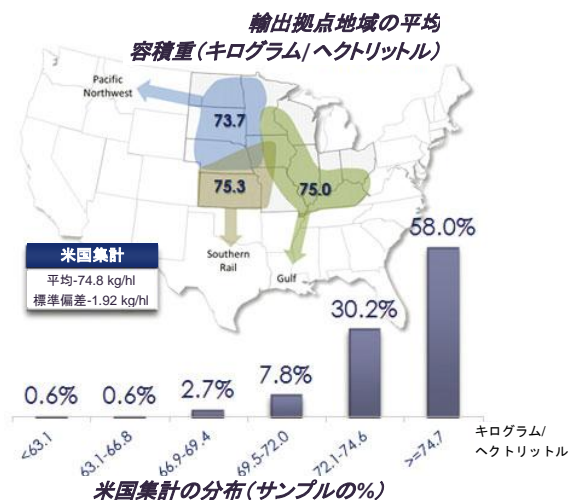 輸出拠点地域の平均
容積重(キログラム/ヘクトリットル)
Pacific
Northwest
73.7
75.3
75.0
Southern
Rail
Gulf
米国集計
平均-74.8 kg/hl
標準偏差-1.92 kg/hl
0.6%
0.6%
2.7%
7.8%
30.2%
58.0%
<63.1
63.1-66.8
66.9-69.4
69.5-72.0
72.1-74.6
>=74.7
キログラム/
ヘクトリットル
米国集計の分布(サンプルの%)